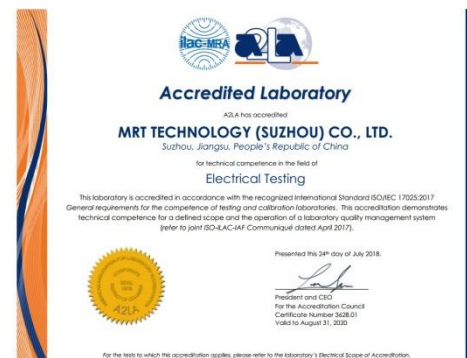 ilac-MRA
A2LA
Accredited Laboratory
A2LA has accredited
MRT TECHNOLOGY (SUZHOU) CO., LTD.
Suzhou, Jiangsu, People's Republic of China
for technical competence in the field of
Electrical Testing
This laboratory is accredited in accordance with the recognized International Standard ISO/IEC 17025:2017
General requirements for the competence of testing and calibration laboratories. This accreditation demonstrates
technical competence for a defined scope and the operation of a laboratory quality management system
(refer to joint ISO-ILAC-IAF Communiqué dated April 2017).
Presented this 24th day of July 2018.
President and CEO
For the Accreditation Council
Certificate Number 3628.01
Valid to August 31, 2020
CORPORATE
SEAL
1978
A2LA
For the tests to which this accreditation applies, please refer to the laboratory's Electrical Scope of Accreditation.